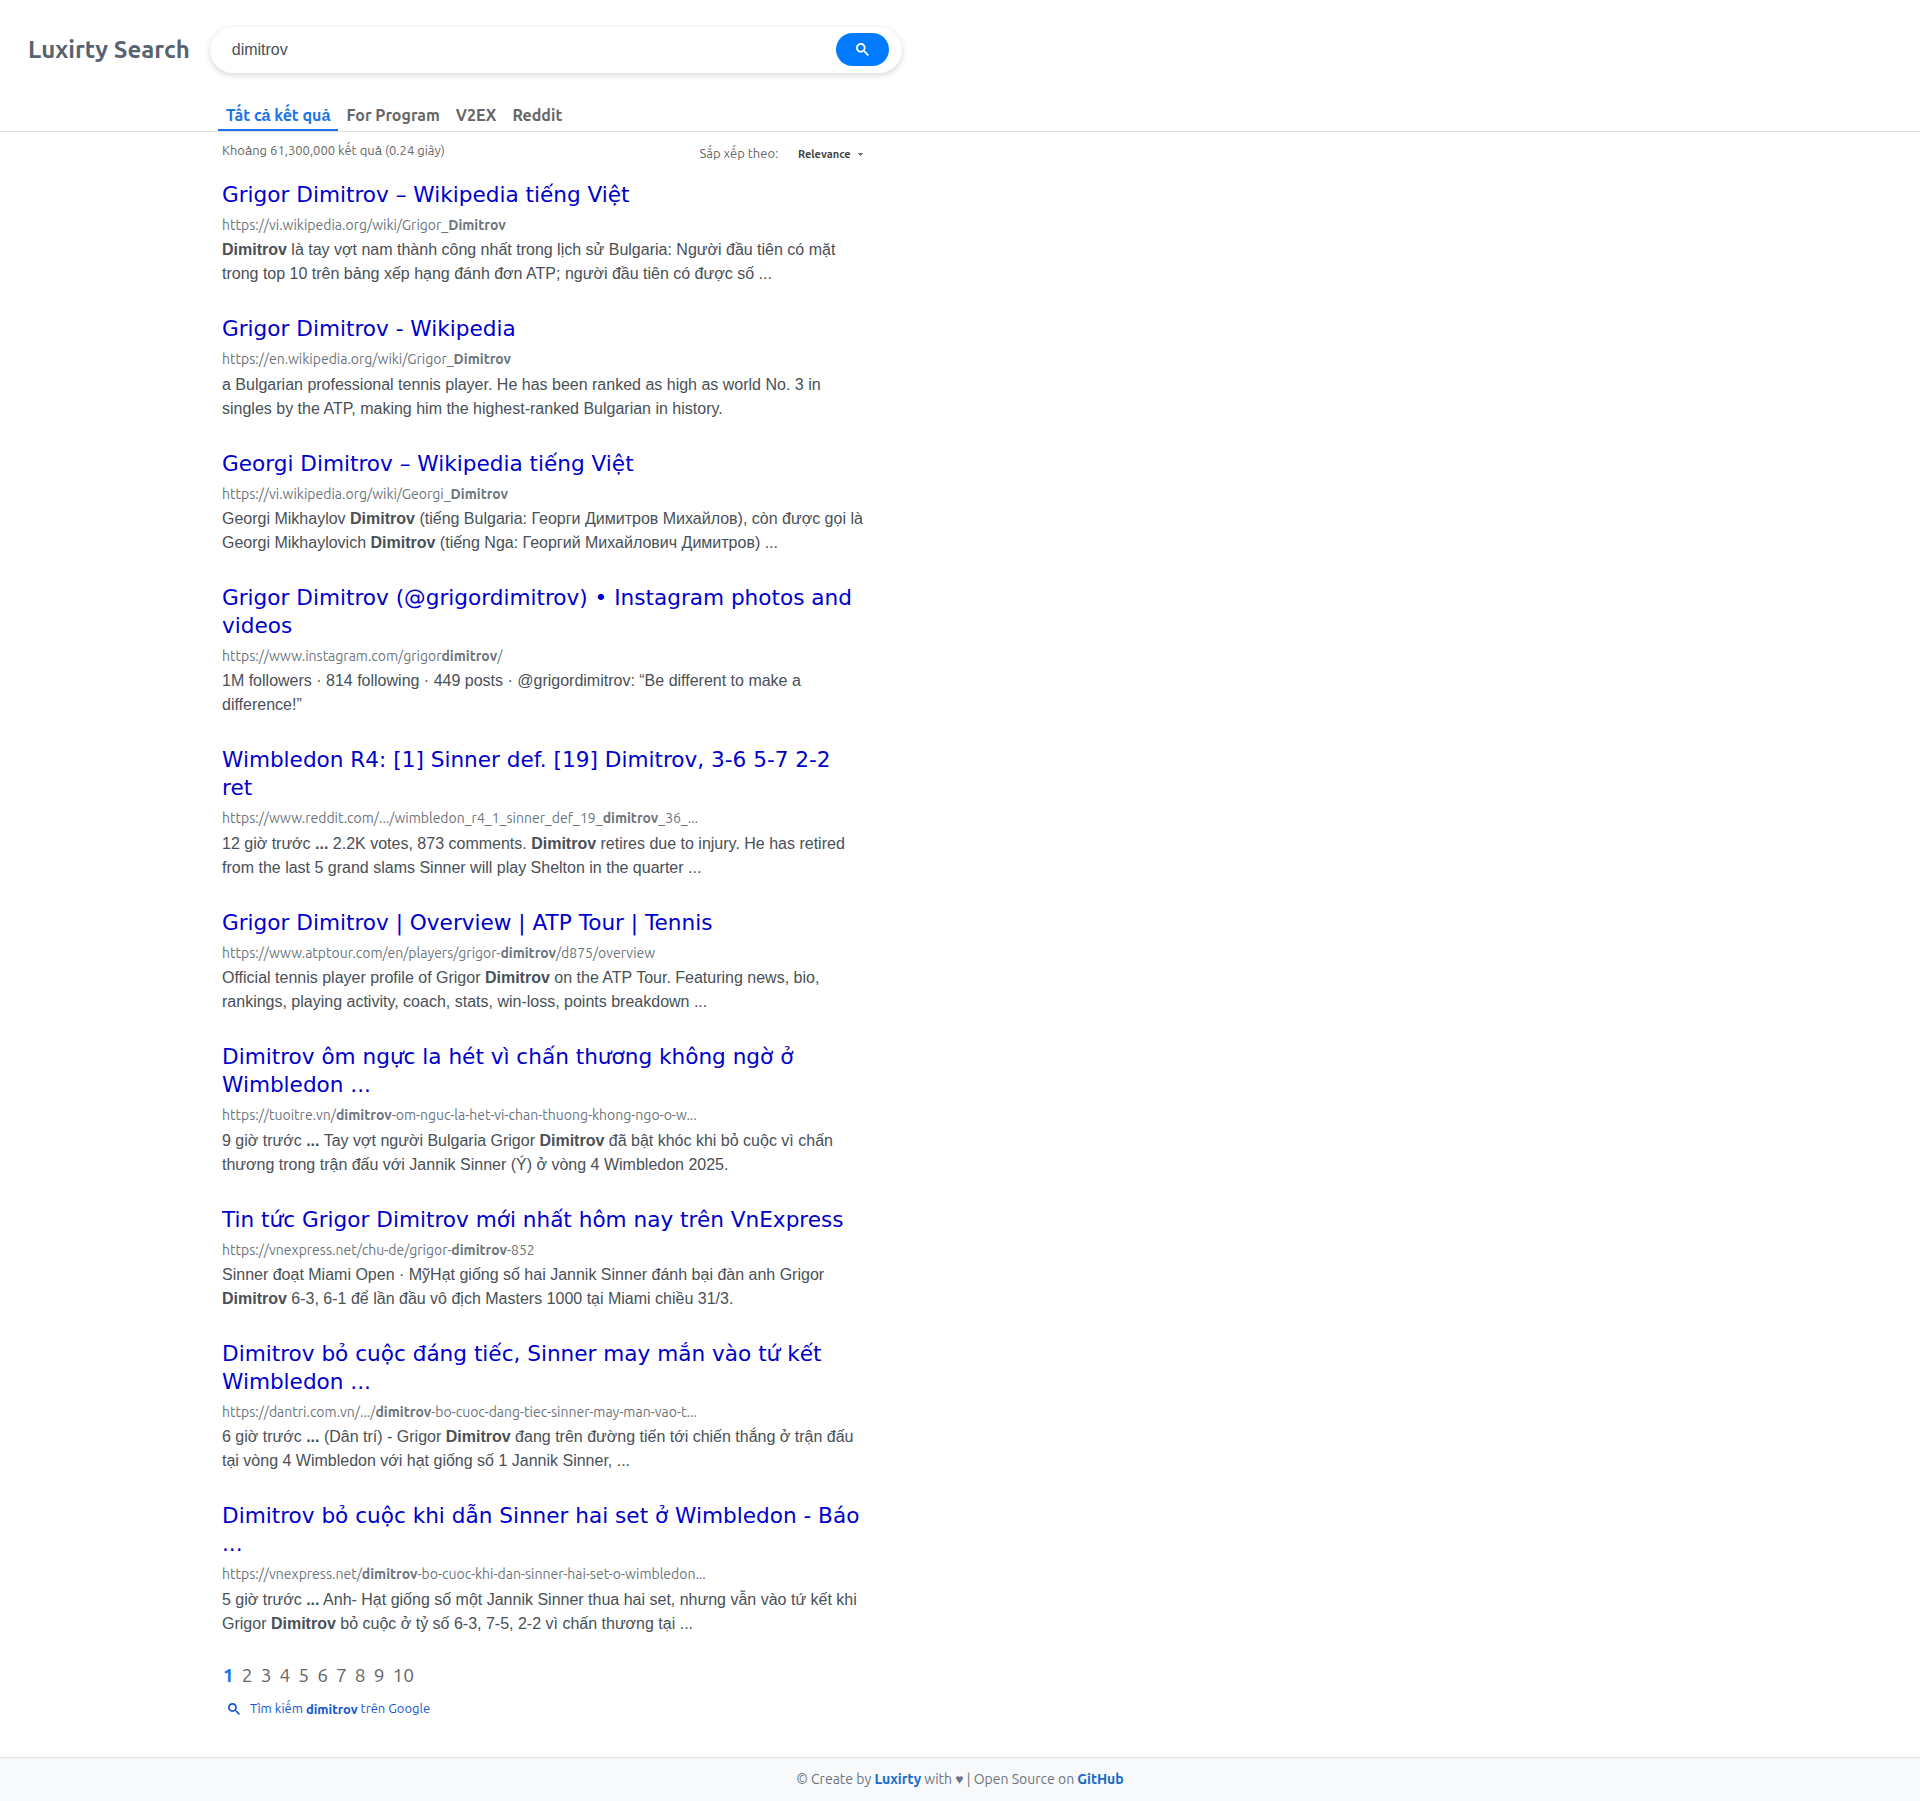 Luxirty Search
dimitrov
Tất cả kết quả For Program V2EX Reddit
Khoảng 61,300,000 kết quả (0.24 giây)
Sắp xếp theo: Relevance
Grigor Dimitrov – Wikipedia tiếng Việt
https://vi.wikipedia.org/wiki/Grigor_Dimitrov
Dimitrov là tay vợt nam thành công nhất trong lịch sử Bulgaria: Người đầu tiên có mặt
trong top 10 trên bảng xếp hạng đánh đơn ATP; người đầu tiên có được số ...
Grigor Dimitrov - Wikipedia
https://en.wikipedia.org/wiki/Grigor_Dimitrov
a Bulgarian professional tennis player. He has been ranked as high as world No. 3 in
singles by the ATP, making him the highest-ranked Bulgarian in history.
Georgi Dimitrov – Wikipedia tiếng Việt
https://vi.wikipedia.org/wiki/Georgi_Dimitrov
Georgi Mikhaylov Dimitrov (tiếng Bulgaria: Георги Димитров Михайлов), còn được gọi là
Georgi Mikhaylovich Dimitrov (tiếng Nga: Георгий Михайлович Димитров) ...
Grigor Dimitrov (@grigordimitrov) • Instagram photos and
videos
https://www.instagram.com/grigordimitrov/
1M followers · 814 following · 449 posts · @grigordimitrov: “Be different to make a
difference!”
Wimbledon R4: [1] Sinner def. [19] Dimitrov, 3-6 5-7 2-2
ret
https://www.reddit.com/.../wimbledon_r4_1_sinner_def_19_dimitrov_36_...
12 giờ trước ... 2.2K votes, 873 comments. Dimitrov retires due to injury. He has retired
from the last 5 grand slams Sinner will play Shelton in the quarter ...
Grigor Dimitrov | Overview | ATP Tour | Tennis
https://www.atptour.com/en/players/grigor-dimitrov/d875/overview
Official tennis player profile of Grigor Dimitrov on the ATP Tour. Featuring news, bio,
rankings, playing activity, coach, stats, win-loss, points breakdown ...
Dimitrov ôm ngực la hét vì chấn thương không ngờ ở
Wimbledon ...
https://tuoitre.vn/dimitrov-om-nguc-la-het-vi-chan-thuong-khong-ngo-o-w...
9 giờ trước ... Tay vợt người Bulgaria Grigor Dimitrov đã bật khóc khi bỏ cuộc vì chấn
thương trong trận đấu với Jannik Sinner (Ý) ở vòng 4 Wimbledon 2025.
Tin tức Grigor Dimitrov mới nhất hôm nay trên VnExpress
https://vnexpress.net/chu-de/grigor-dimitrov-852
Sinner đoạt Miami Open · MỹHạt giống số hai Jannik Sinner đánh bại đàn anh Grigor
Dimitrov 6-3, 6-1 để lần đầu vô địch Masters 1000 tại Miami chiều 31/3.
Dimitrov bỏ cuộc đáng tiếc, Sinner may mắn vào tứ kết
Wimbledon ...
https://dantri.com.vn/.../dimitrov-bo-cuoc-dang-tiec-sinner-may-man-vao-t...
6 giờ trước ... (Dân trí) - Grigor Dimitrov đang trên đường tiến tới chiến thắng ở trận đấu
tại vòng 4 Wimbledon với hạt giống số 1 Jannik Sinner, ...
Dimitrov bỏ cuộc khi dẫn Sinner hai set ở Wimbledon - Báo
...
https://vnexpress.net/dimitrov-bo-cuoc-khi-dan-sinner-hai-set-o-wimbledon...
5 giờ trước ... Anh- Hạt giống số một Jannik Sinner thua hai set, nhưng vẫn vào tứ kết khi
Grigor Dimitrov bỏ cuộc ở tỷ số 6-3, 7-5, 2-2 vì chấn thương tại ...
1 2 3 4 5 6 7 8 9 10
Tìm kiếm dimitrov trên Google
© Create by Luxirty with ♥ | Open Source on GitHub